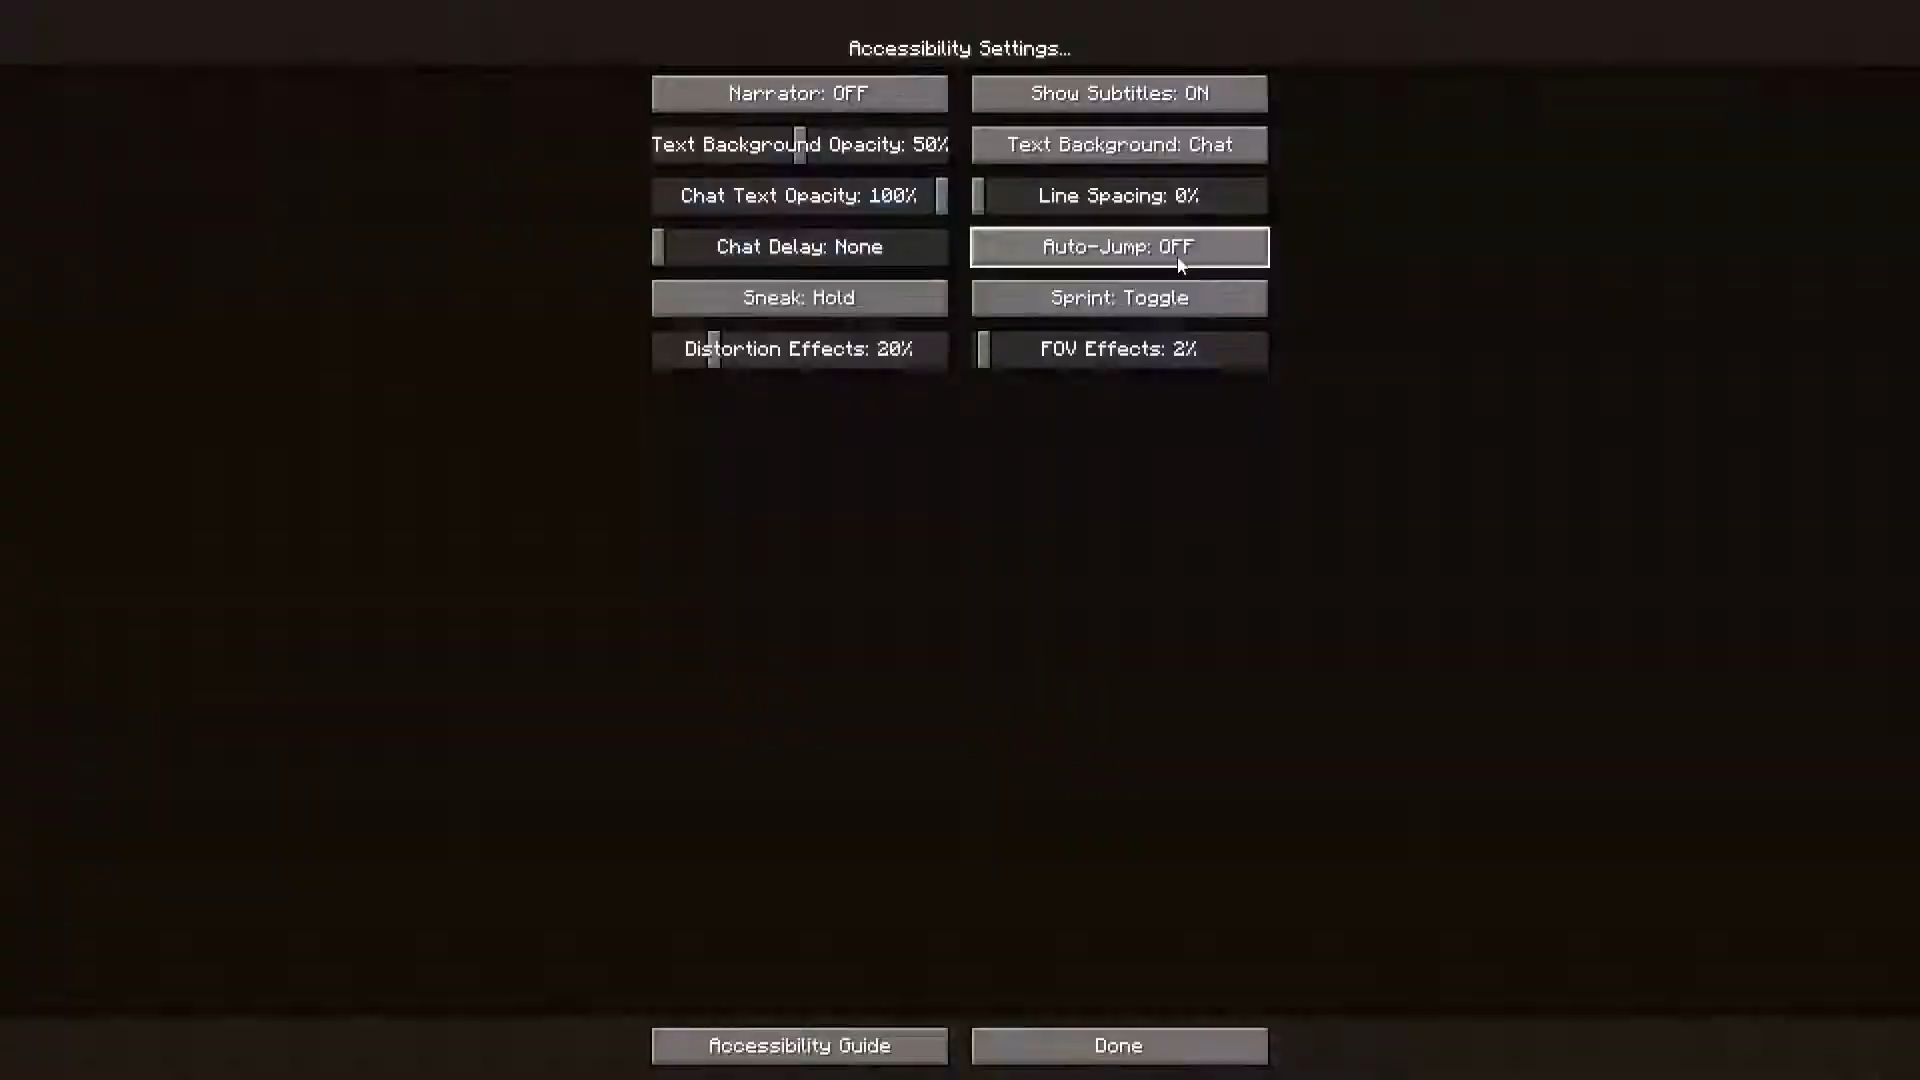 Accessibility Settings...
Narrator: OFF
Show Subtitles: ON
Text Background Opacity: 50%
Text Background: Chat
Chat Text Opacity: 100%
Line Spacing: 0%
Chat Delay: None
Auto-Jump: OFF
Sneak: Hold
Sprint: Toggle
Distortion Effects: 20%
FOV Effects: 2%
Accessibility Guide
Done